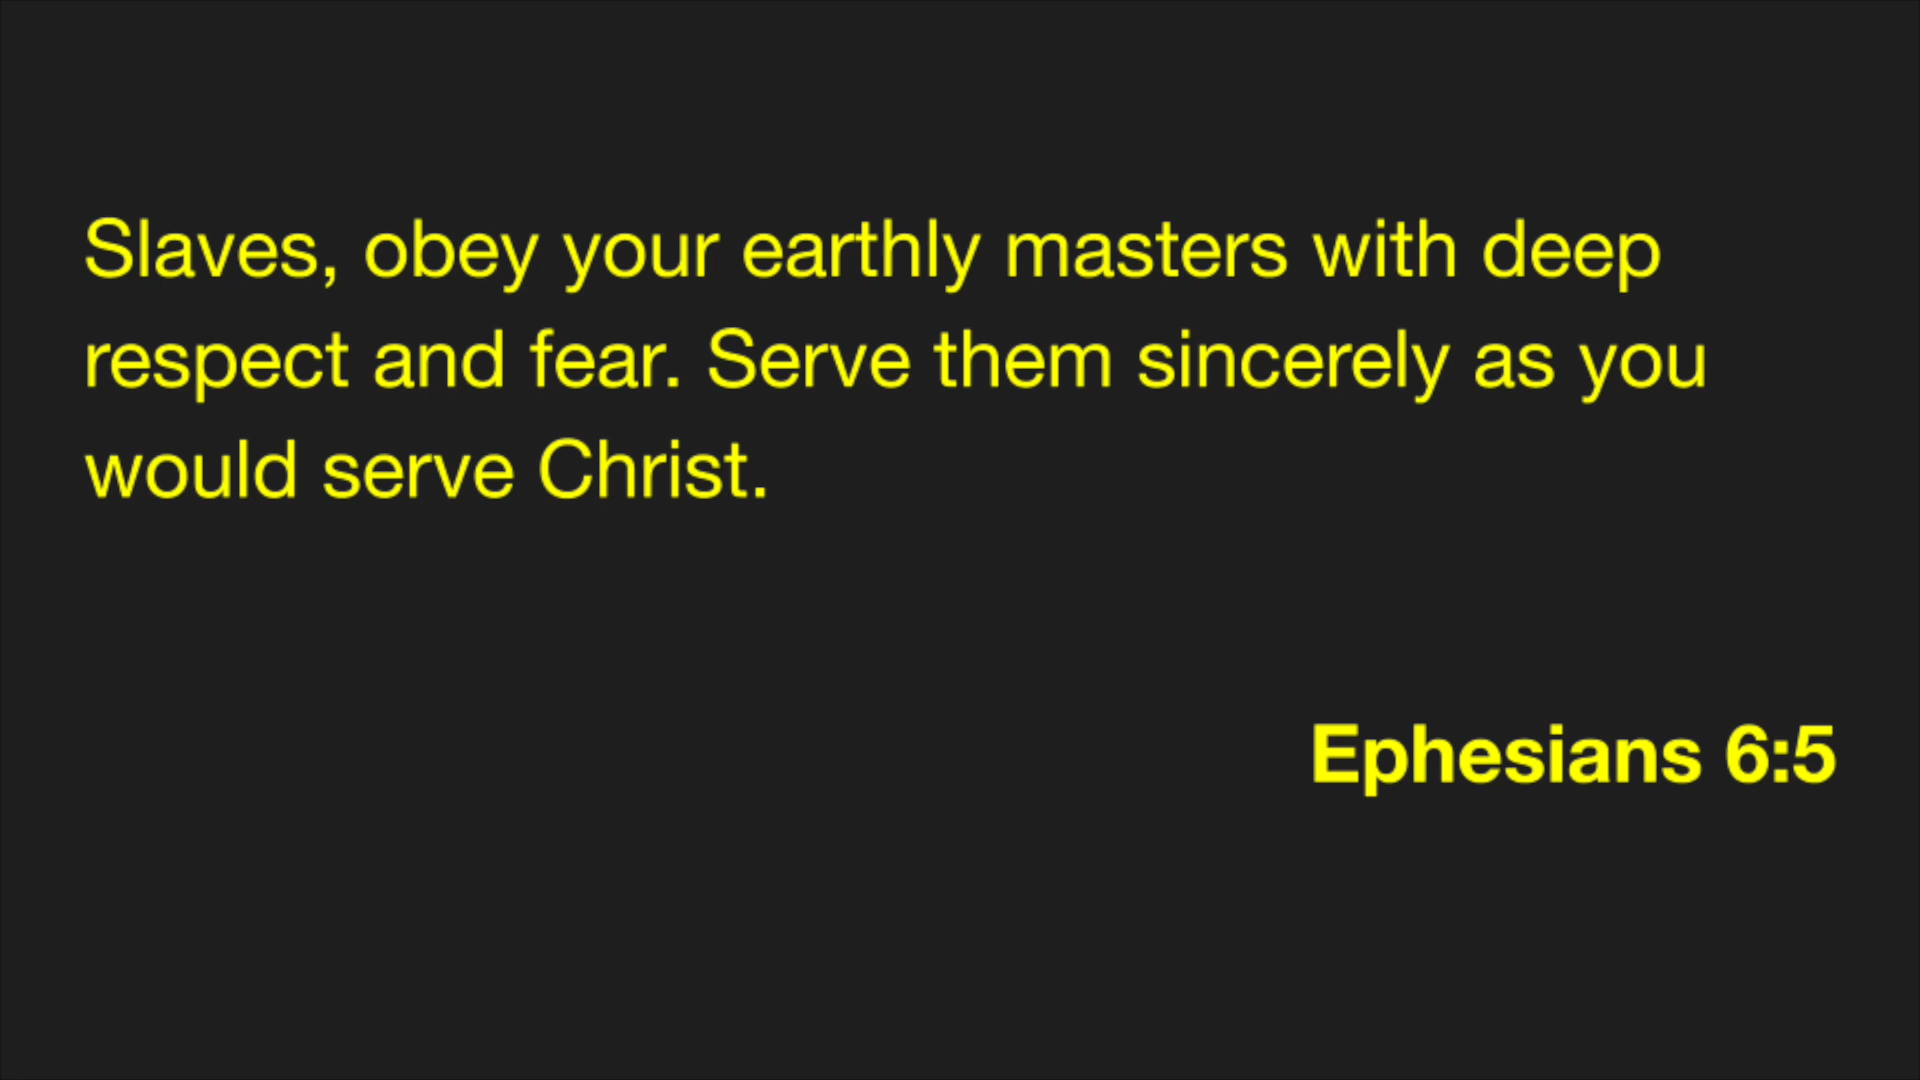 Slaves, obey your earthly masters with deep
respect and fear. Serve them sincerely as you
would serve Christ.
Ephesians 6:5